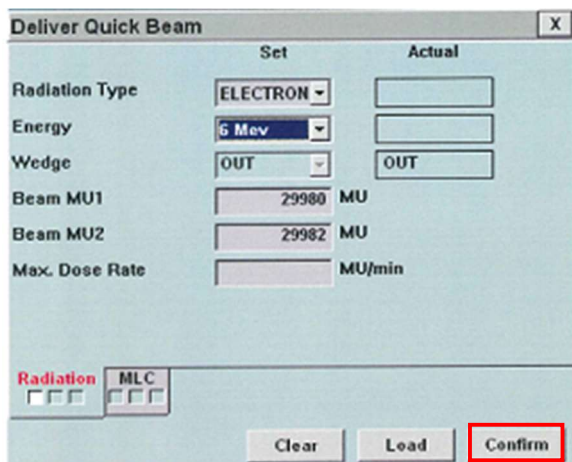 Deliver Quick Beam X
Set Actual
Radiation Type ELECTRON
Energy 6 Mev
Wedge OUT OUT
Beam MU1 29980 MU
Beam MU2 29982 MU
Max. Dose Rate MU/min
Radiation MLC
Clear Load Confirm